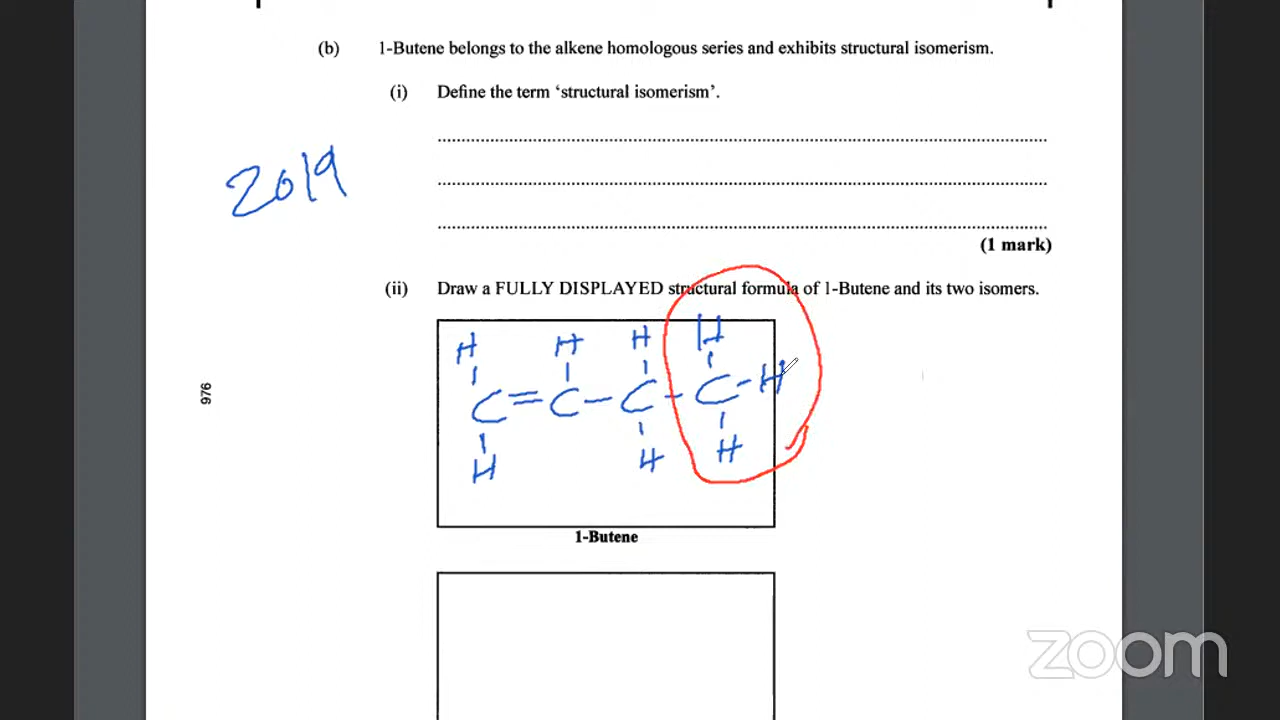 (b) 1-Butene belongs to the alkene homologous series and exhibits structural isomerism.
(i) Define the term ‘structural isomerism’.
2019
(1 mark)
(ii) Draw a FULLY DISPLAYED structural formula of 1-Butene and its two isomers.
H H H H
C=C-C-C-H
H H H
976
1-Butene
zoom